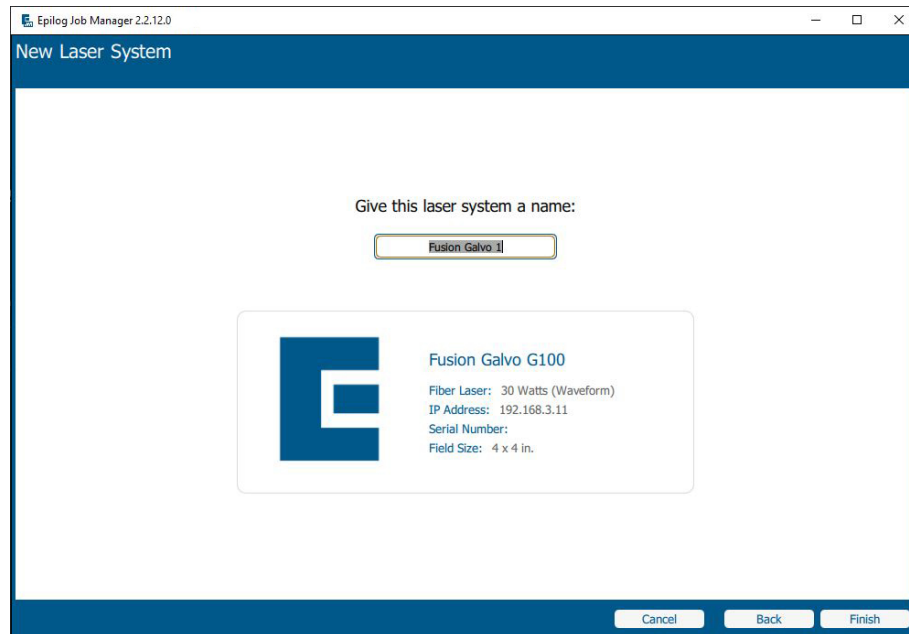 Epilog Job Manager 2.2.12.0
New Laser System
Give this laser system a name:
Fusion Galvo 1
Fusion Galvo G100
Fiber Laser: 30 Watts (Waveform)
IP Address: 192.168.3.11
Serial Number:
Field Size: 4 x 4 in.
Cancel Back Finish